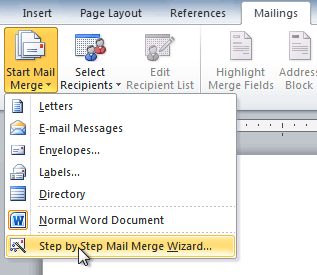 Insert Page Layout References Mailings
Start Mail Merge
Select Recipients
Edit Recipient List
Highlight Merge Fields
Address Block
Letters
E-mail Messages
Envelopes...
Labels...
Directory
Normal Word Document
Step by Step Mail Merge Wizard...